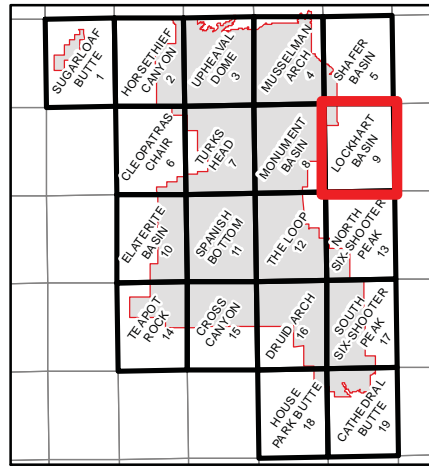 SUGARLOAF
BUTTE
1
HORSETHIEF
CANYON
2
UPHEAVAL
DOME
3
MUSSELMAN
ARCH
4
SHAFER
BASIN
5
CLEOPATRAS
CHAIR
6
TURKS
HEAD
7
MONUMENT
BASIN
8
LOCKHART
BASIN
9
ELATERITE
BASIN
10
SPANISH
BOTTOM
11
THE LOOP
12
NORTH
SIX-SHOOTER
PEAK
13
TEAPOT
ROCK
14
CROSS
CANYON
15
DRUID ARCH
16
SOUTH
SIX-SHOOTER
PEAK
17
HOUSE
PARK BUTTE
18
CATHEDRAL
BUTTE
19